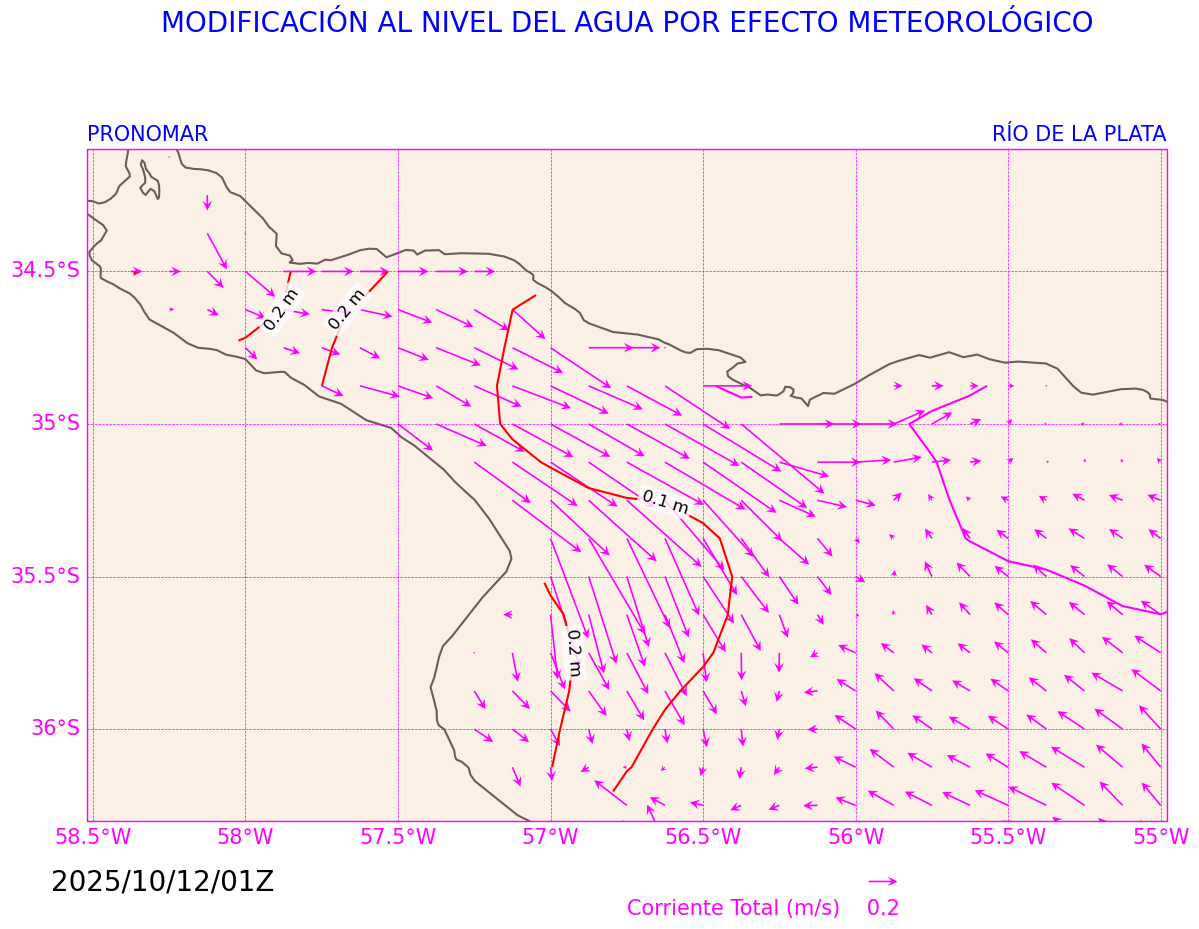 MODIFICACIÓN AL NIVEL DEL AGUA POR EFECTO METEOROLÓGICO
PRONOMAR RÍO DE LA PLATA
34.5°S
0.2 m 0.2 m
35°S
0.1 m
35.5°S
0.2 m
36°S
58.5°W 58°W 57.5°W 57°W 56.5°W 56°W 55.5°W 55°W
2025/10/12/01Z
Corriente Total (m/s) 0.2